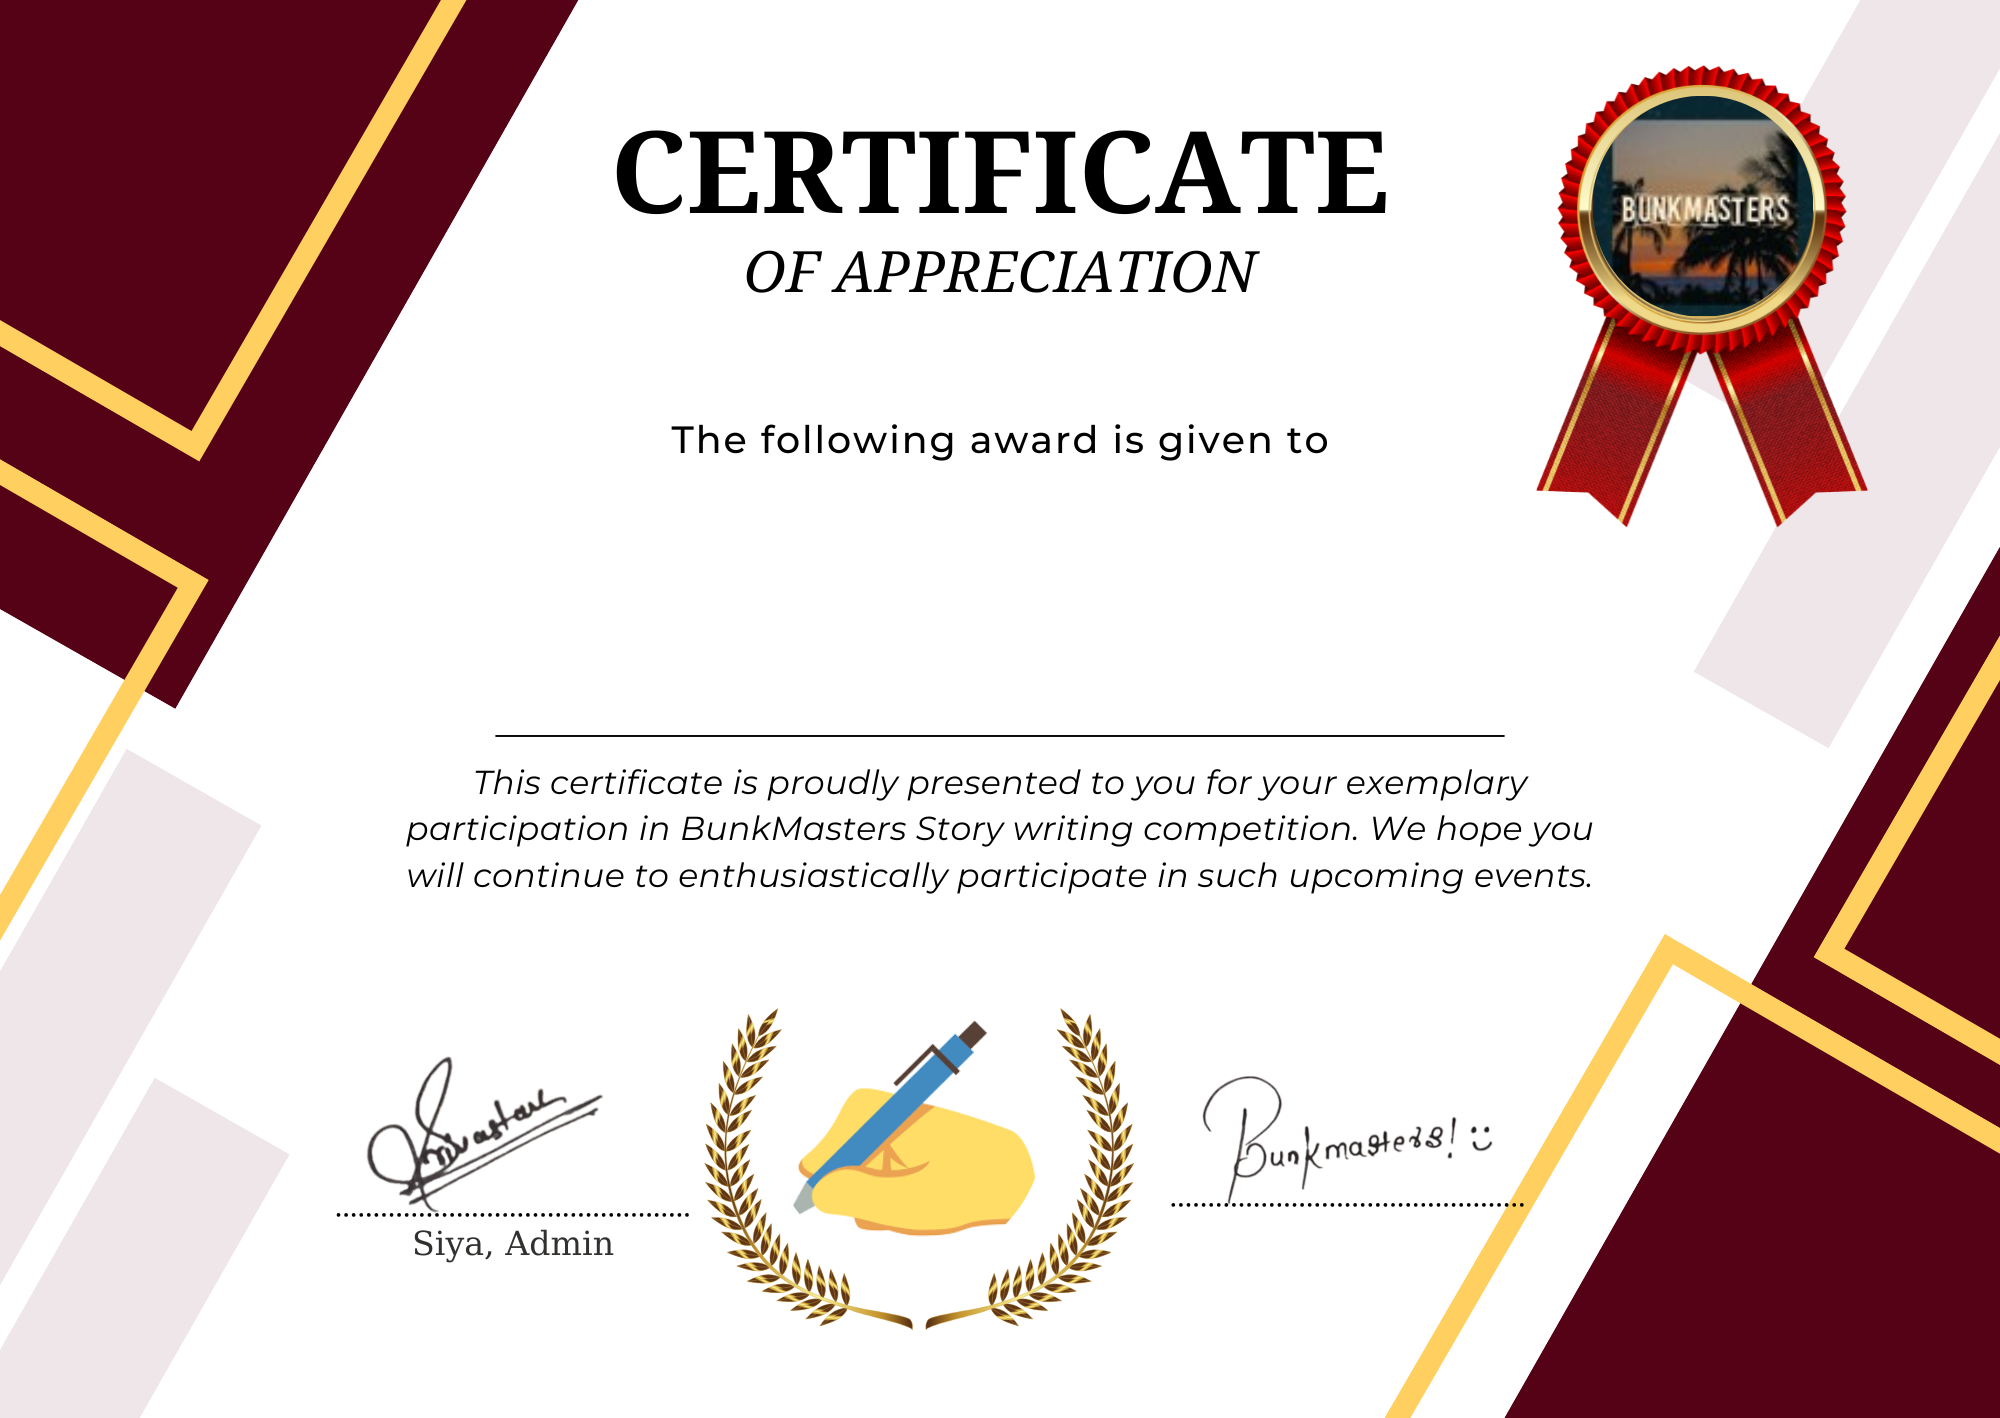 CERTIFICATE
OF APPRECIATION
BUNKMASTERS
The following award is given to
This certificate is proudly presented to you for your exemplary
participation in BunkMasters Story writing competition. We hope you
will continue to enthusiastically participate in such upcoming events.
Bunkmasters! :)
Siya, Admin